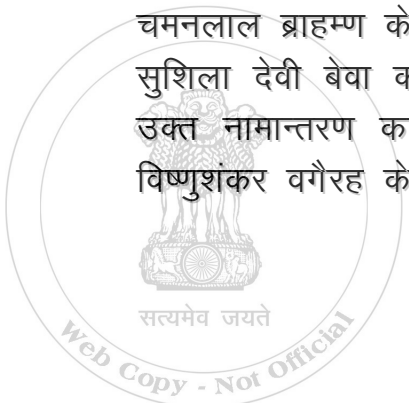 चमनलाल ब्राहम्ण के
सुशिला देवी बेवा
उक्त नामान्तरण
विष्णुशंकर वगैरह के
सत्यमेव जयते
Web Copy - Not Official